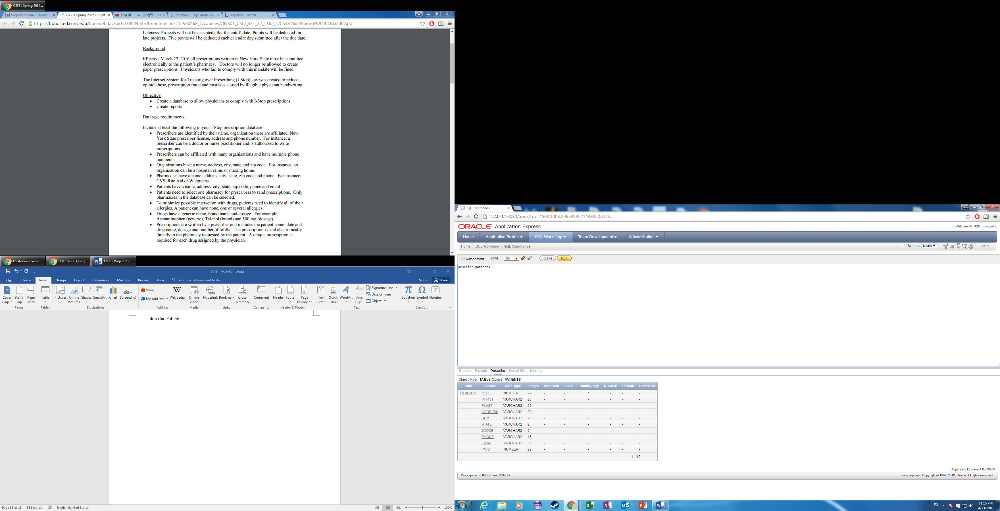 CS331 Spring 2016...
Sugoideas.com - Taiwan
CS331 Spring 2016 P2.pdf
林俊傑 JJ Lin - 黑暗騎
database - SQL: multi val
Kayotica - Twitch
https://bbhosted.cuny.edu/bbcswebdav/pid-23894453-dt-content-rid-115930468_1/courses/QNS01_CSCI_331_32_1162_1/CS331%20Spring%202016%20P2.pdf
Lateness: Projects will not be accepted after the cutoff date. Points will be deducted for
late projects. Five points will be deducted each calendar day submitted after the due date.
Background
Effective March 27, 2016 all prescriptions written in New York State must be submitted
electronically to the patient's pharmacy. Doctors will no longer be allowed to create
paper prescriptions. Physicians who fail to comply with this mandate will be fined.
The Internet System for Tracking over Prescribing (I-Stop) law was created to reduce
opioid abuse, prescription fraud and mistakes caused by illegible physician handwriting.
Objective
• Create a database to allow physicians to comply with I-Stop prescriptions
• Create reports
Database requirements
Include at least the following in your I-Stop prescription database:
• Prescribers are identified by their name, organization there are affiliated, New
York State prescriber license, address and phone number. For instance, a
prescriber can be a doctor or nurse practitioner and is authorized to write
prescriptions.
• Prescribers can be affiliated with many organizations and have multiple phone
numbers.
• Organizations have a name, address, city, state and zip code. For instance, an
organization can be a hospital, clinic or nursing home.
• Pharmacies have a name, address, city, state, zip code and phone. For instance,
CVS, Rite Aid or Walgreens.
• Patients have a name, address, city, state, zip code, phone and email.
• Patients need to select one pharmacy for prescribers to send prescriptions. Only
pharmacies in the database can be selected.
• To minimize possible interaction with drugs, patients need to identify all of their
allergies. A patient can have none, one or several allergies.
• Drugs have a generic name, brand name and dosage. For example,
Acetaminophen (generic), Tylenol (brand) and 500 mg (dosage).
• Prescriptions are written by a prescriber and includes the patient name, date and
drug name, dosage and number of refills. The prescription is sent electronically
directly to the pharmacy requested by the patient. A unique prescription is
required for each drug assigned by the physician.
US Address Gener...
SQL basics: Query...
CS331 Project 2 -...
CS331 Project 2 - Word
File Home Insert Design Layout References Mailings Review View Tell me what you want to do...
Sign in Share
Cover Page
Blank Page
Page Break
Table
Pictures
Online Pictures
Shapes
SmartArt
Chart
Screenshot
Store
My Add-ins
Wikipedia
Online Video
Hyperlink
Bookmark
Cross-reference
Comment
Header
Footer
Page Number
Text Box
Quick Parts
WordArt
Drop Cap
Signature Line
Date & Time
Object
Equation
Symbol
Number
Pages Tables Illustrations Add-ins Media Links Comments Header & Footer Text Symbols
describe Patients
Page 18 of 18 864 words English (United States)
100%
SQL Commands
127.0.0.1:8080/apex/f?p=4500:1003:2967399221448350::NO:::
ORACLE Application Express
Welcome KUNDB ( Logout )
Home Application Builder SQL Workshop Team Development Administration
Home SQL Workshop SQL Commands
Schema KUNDB Help
Autocommit Rows 100 Save Run
describe patients
Results Explain Describe Saved SQL History
Object Type TABLE Object PATIENTS
Table Column Data Type Length Precision Scale Primary Key Nullable Default Comment
PATIENTS PTID NUMBER 22 - - 1 - - -
PFIRST VARCHAR2 20 - - - - - -
PLAST VARCHAR2 25 - - - - - -
ADDRESS VARCHAR2 30 - - - - - -
CITY VARCHAR2 20 - - - - - -
STATE VARCHAR2 2 - - - - - -
ZCODE VARCHAR2 5 - - - - - -
PHONE VARCHAR2 15 - - - - - -
EMAIL VARCHAR2 30 - - - - - -
PMID NUMBER 22 - - - - - -
1 - 10
Application Express 4.0.2.00.09
Workspace: KUNDB User: KUNDB
Language: en | Copyright © 1999, 2010, Oracle. All rights reserved.
EN
11:16 PM
4/13/2016